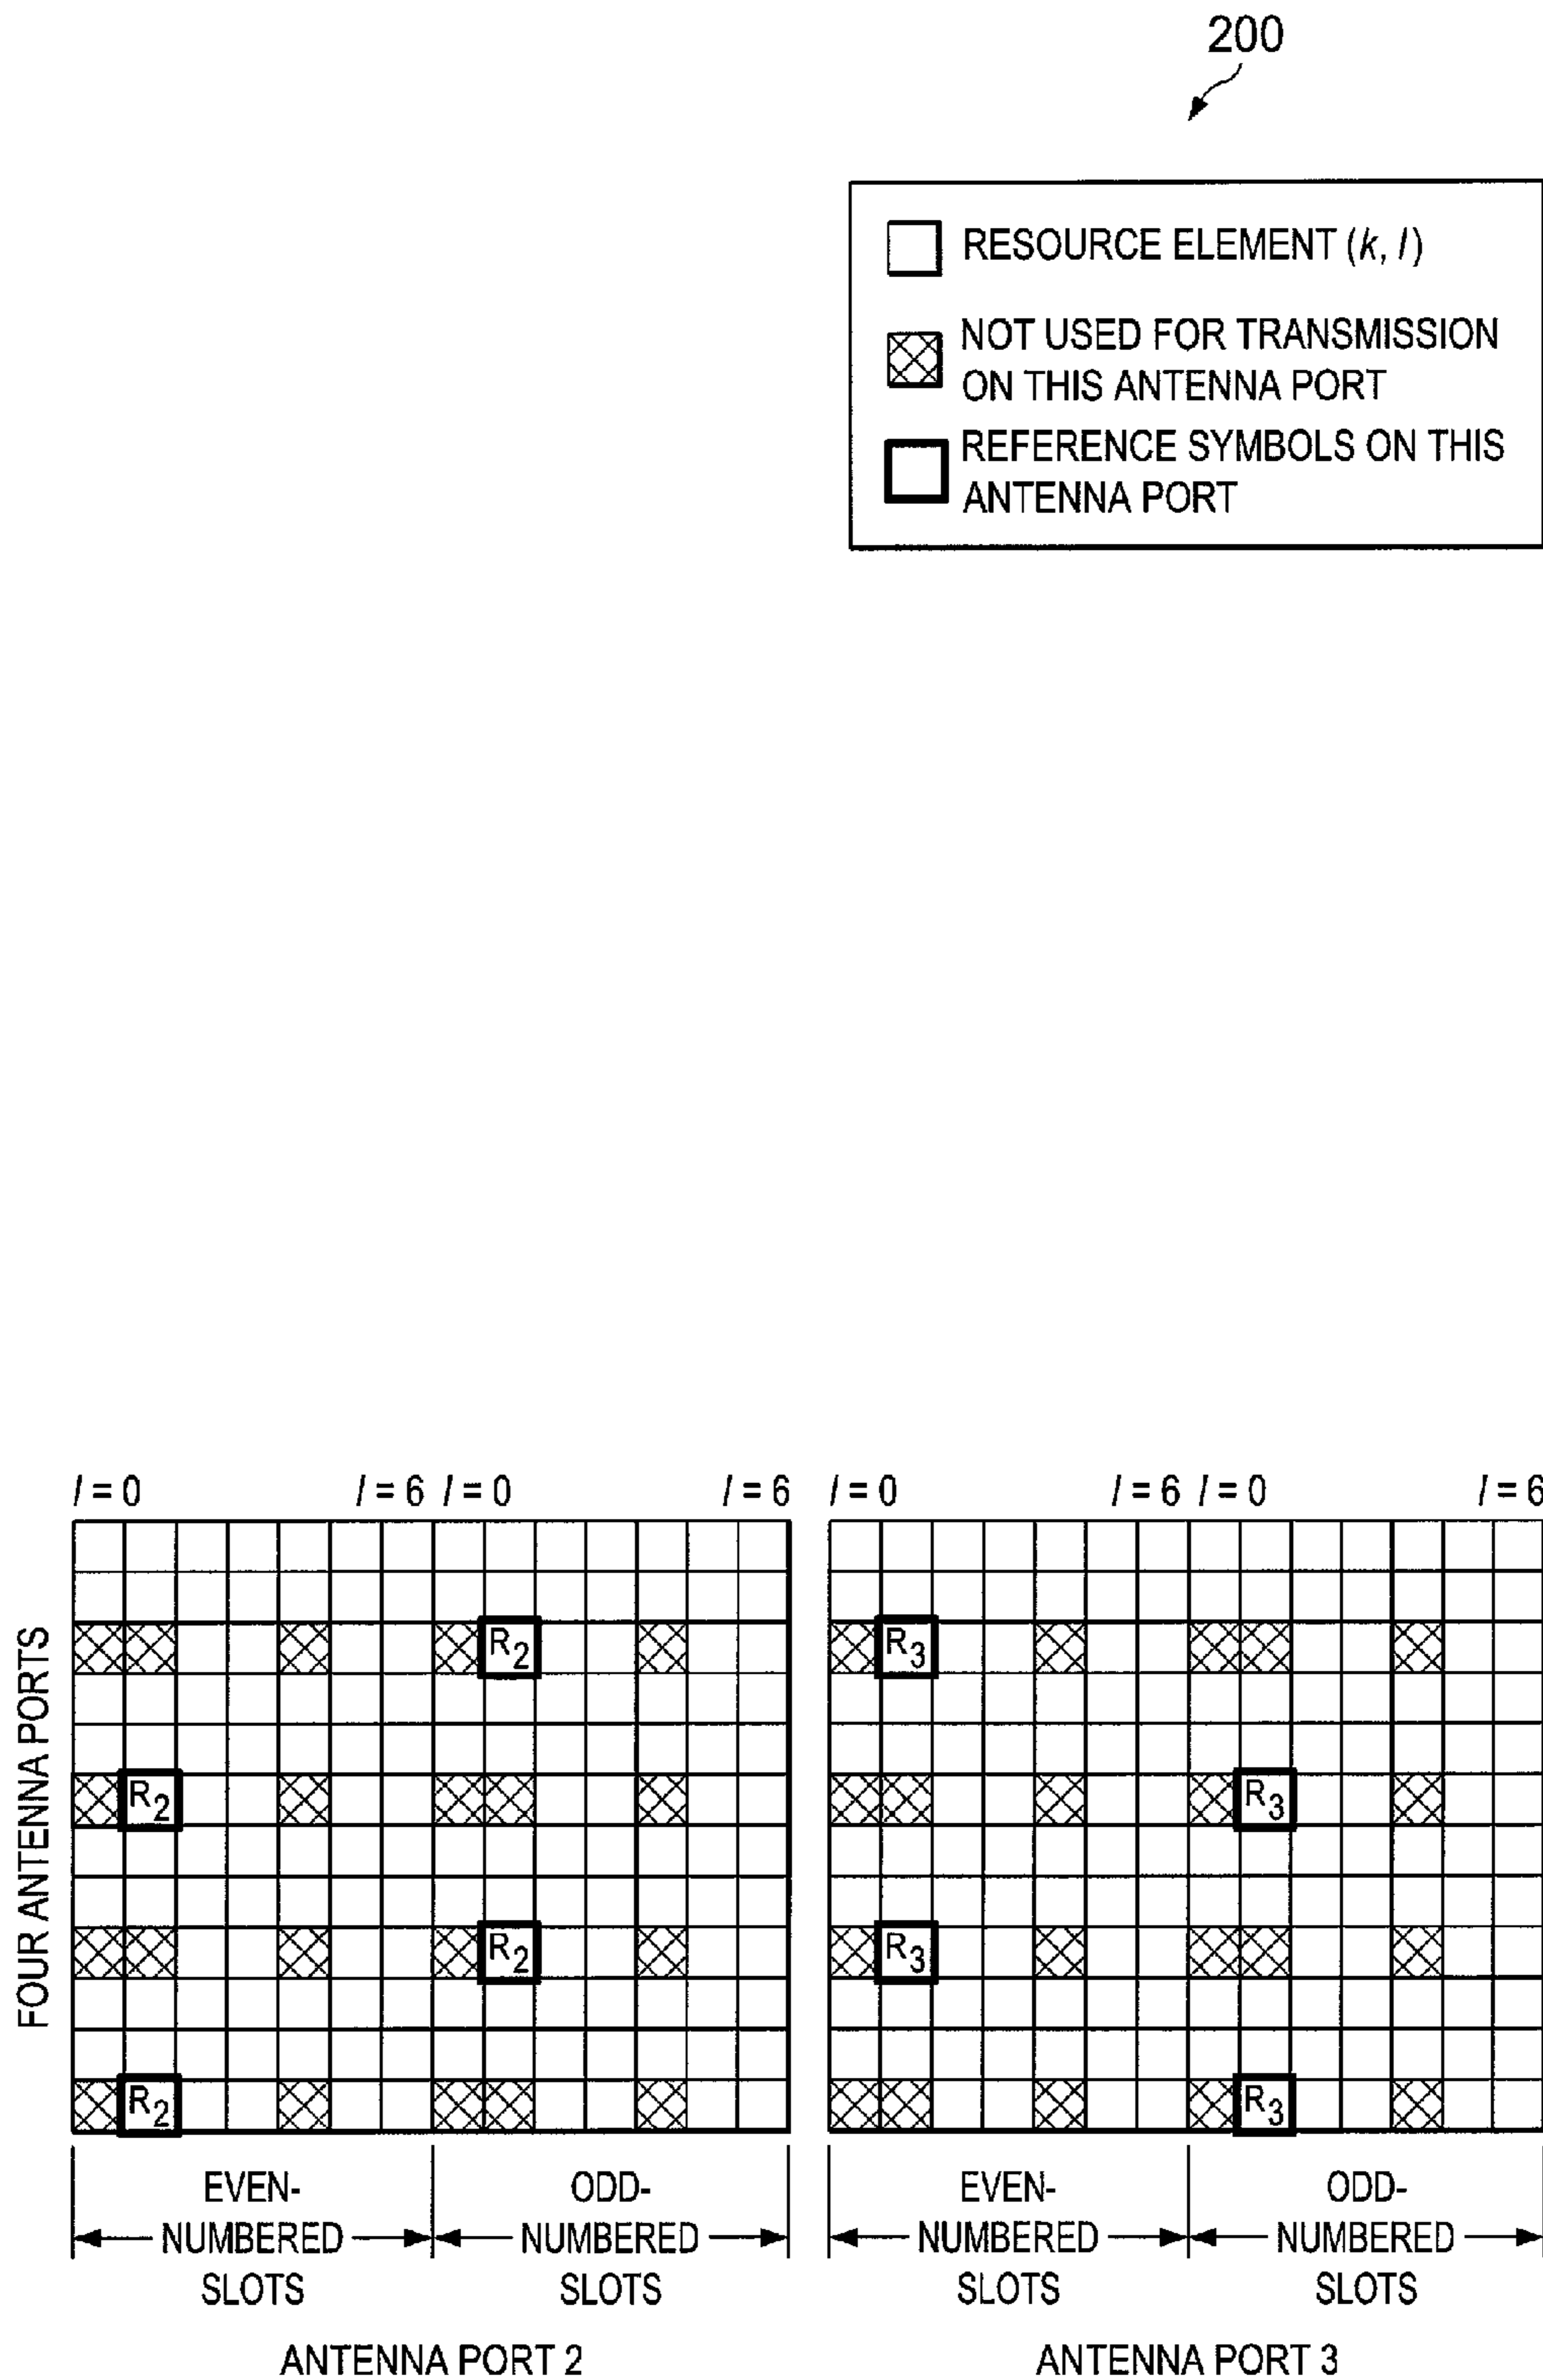 200
RESOURCE ELEMENT (k, l)
NOT USED FOR TRANSMISSION
ON THIS ANTENNA PORT
REFERENCE SYMBOLS ON THIS
ANTENNA PORT
FOUR ANTENNA PORTS
l = 0 l = 6 l = 0 l = 6 l = 0 l = 6 l = 0 l = 6
R2 R3
R2 R3
R2 R3
R2 R3
EVEN- ODD- EVEN- ODD-
NUMBERED NUMBERED NUMBERED NUMBERED
SLOTS SLOTS SLOTS SLOTS
ANTENNA PORT 2 ANTENNA PORT 3